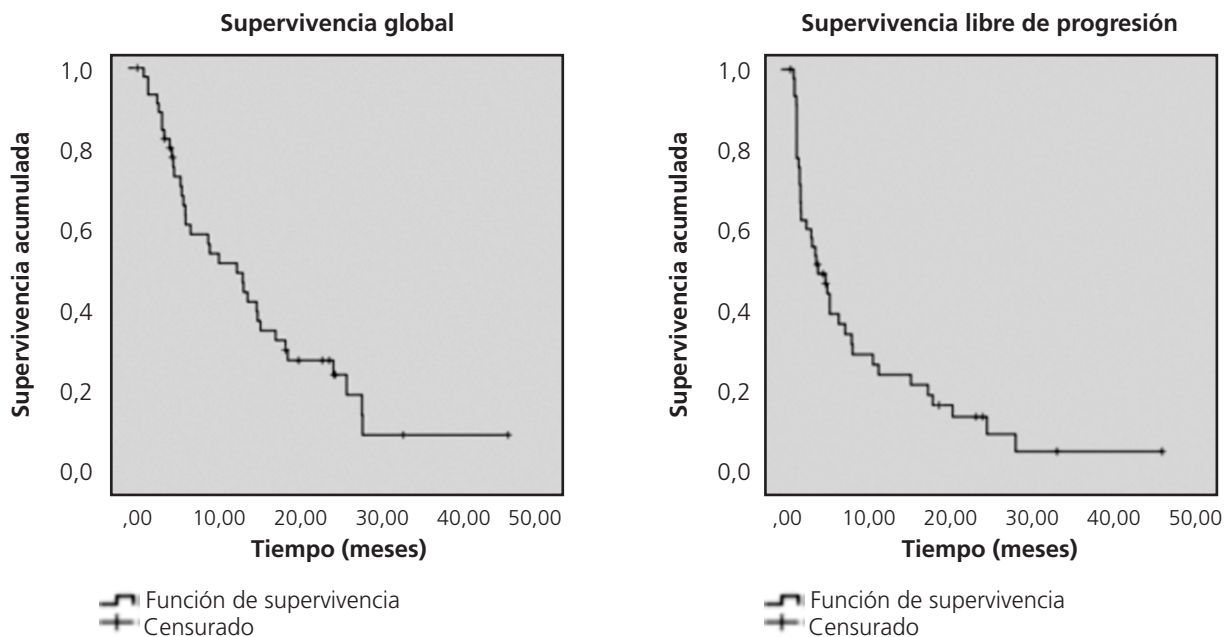 Supervivencia global
Supervivencia acumulada
1,0
0,8
0,6
0,4
0,2
0,0
,00 10,00 20,00 30,00 40,00 50,00
Tiempo (meses)
Función de supervivencia
Censurado
Supervivencia libre de progresión
Supervivencia acumulada
1,0
0,8
0,6
0,4
0,2
0,0
,00 10,00 20,00 30,00 40,00 50,00
Tiempo (meses)
Función de supervivencia
Censurado